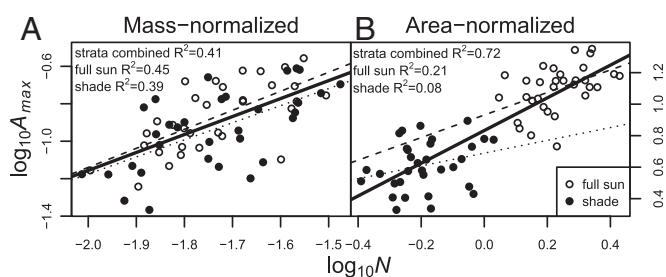 A Mass−normalized
B Area−normalized
strata combined R²=0.41
full sun R²=0.45
shade R²=0.39
strata combined R²=0.72
full sun R²=0.21
shade R²=0.08
log₁₀Amax
−0.6
−1.0
−1.4
1.2
1.0
0.8
0.6
0.4
full sun
shade
−2.0 −1.9 −1.8 −1.7 −1.6 −1.5
−0.4 −0.2 0.0 0.2 0.4
log₁₀N